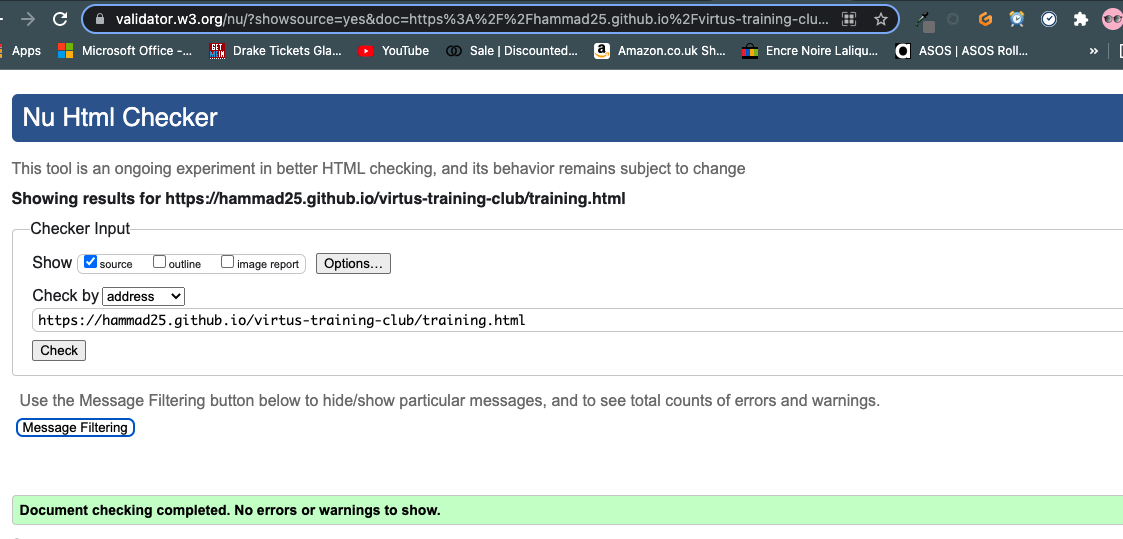 validator.w3.org/nu/?showsource=yes&doc=https%3A%2F%2Fhammad25.github.io%2Fvirtus-training-clu...
Apps Microsoft Office -... GET MEIN Drake Tickets Gla... YouTube Sale | Discounted... a Amazon.co.uk Sh... Encre Noire Laliqu... a ASOS | ASOS Roll... »
Nu Html Checker
This tool is an ongoing experiment in better HTML checking, and its behavior remains subject to change
Showing results for https://hammad25.github.io/virtus-training-club/training.html
Checker Input
Show source outline image report Options...
Check by address
https://hammad25.github.io/virtus-training-club/training.html
Check
Use the Message Filtering button below to hide/show particular messages, and to see total counts of errors and warnings.
Message Filtering
Document checking completed. No errors or warnings to show.